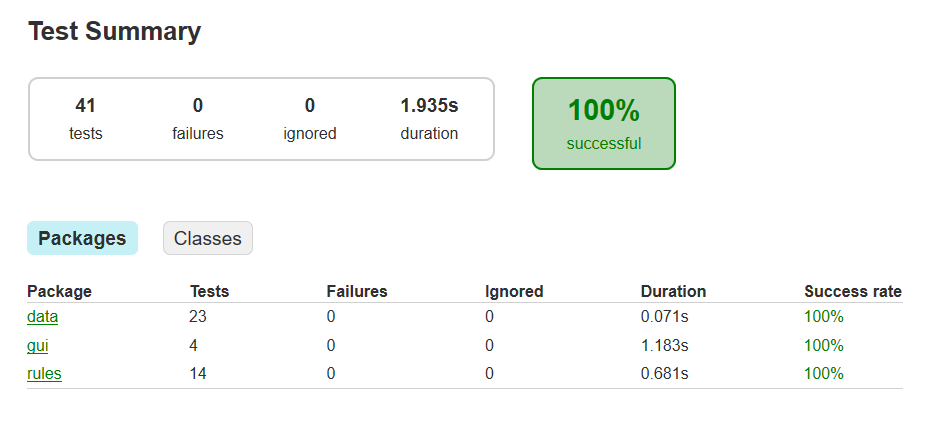 Test Summary
41 0 0 1.935s
tests failures ignored duration
100%
successful
Packages Classes
Package Tests Failures Ignored Duration Success rate
data 23 0 0 0.071s 100%
gui 4 0 0 1.183s 100%
rules 14 0 0 0.681s 100%